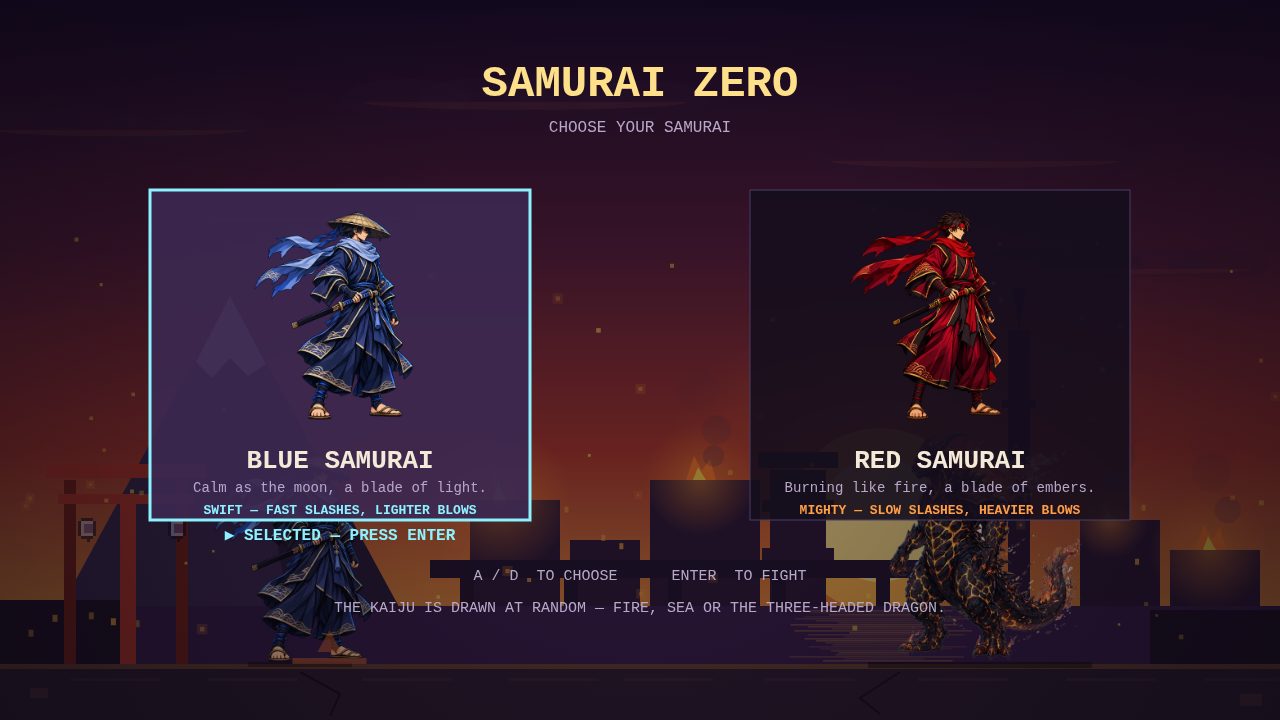 SAMURAI ZERO
CHOOSE YOUR SAMURAI
BLUE SAMURAI
Calm as the moon, a blade of light.
SWIFT — FAST SLASHES, LIGHTER BLOWS
▶ SELECTED — PRESS ENTER
RED SAMURAI
Burning like fire, a blade of embers.
MIGHTY — SLOW SLASHES, HEAVIER BLOWS
A / D  TO CHOOSE      ENTER  TO FIGHT
THE KAIJU IS DRAWN AT RANDOM — FIRE, SEA OR THE THREE-HEADED DRAGON.